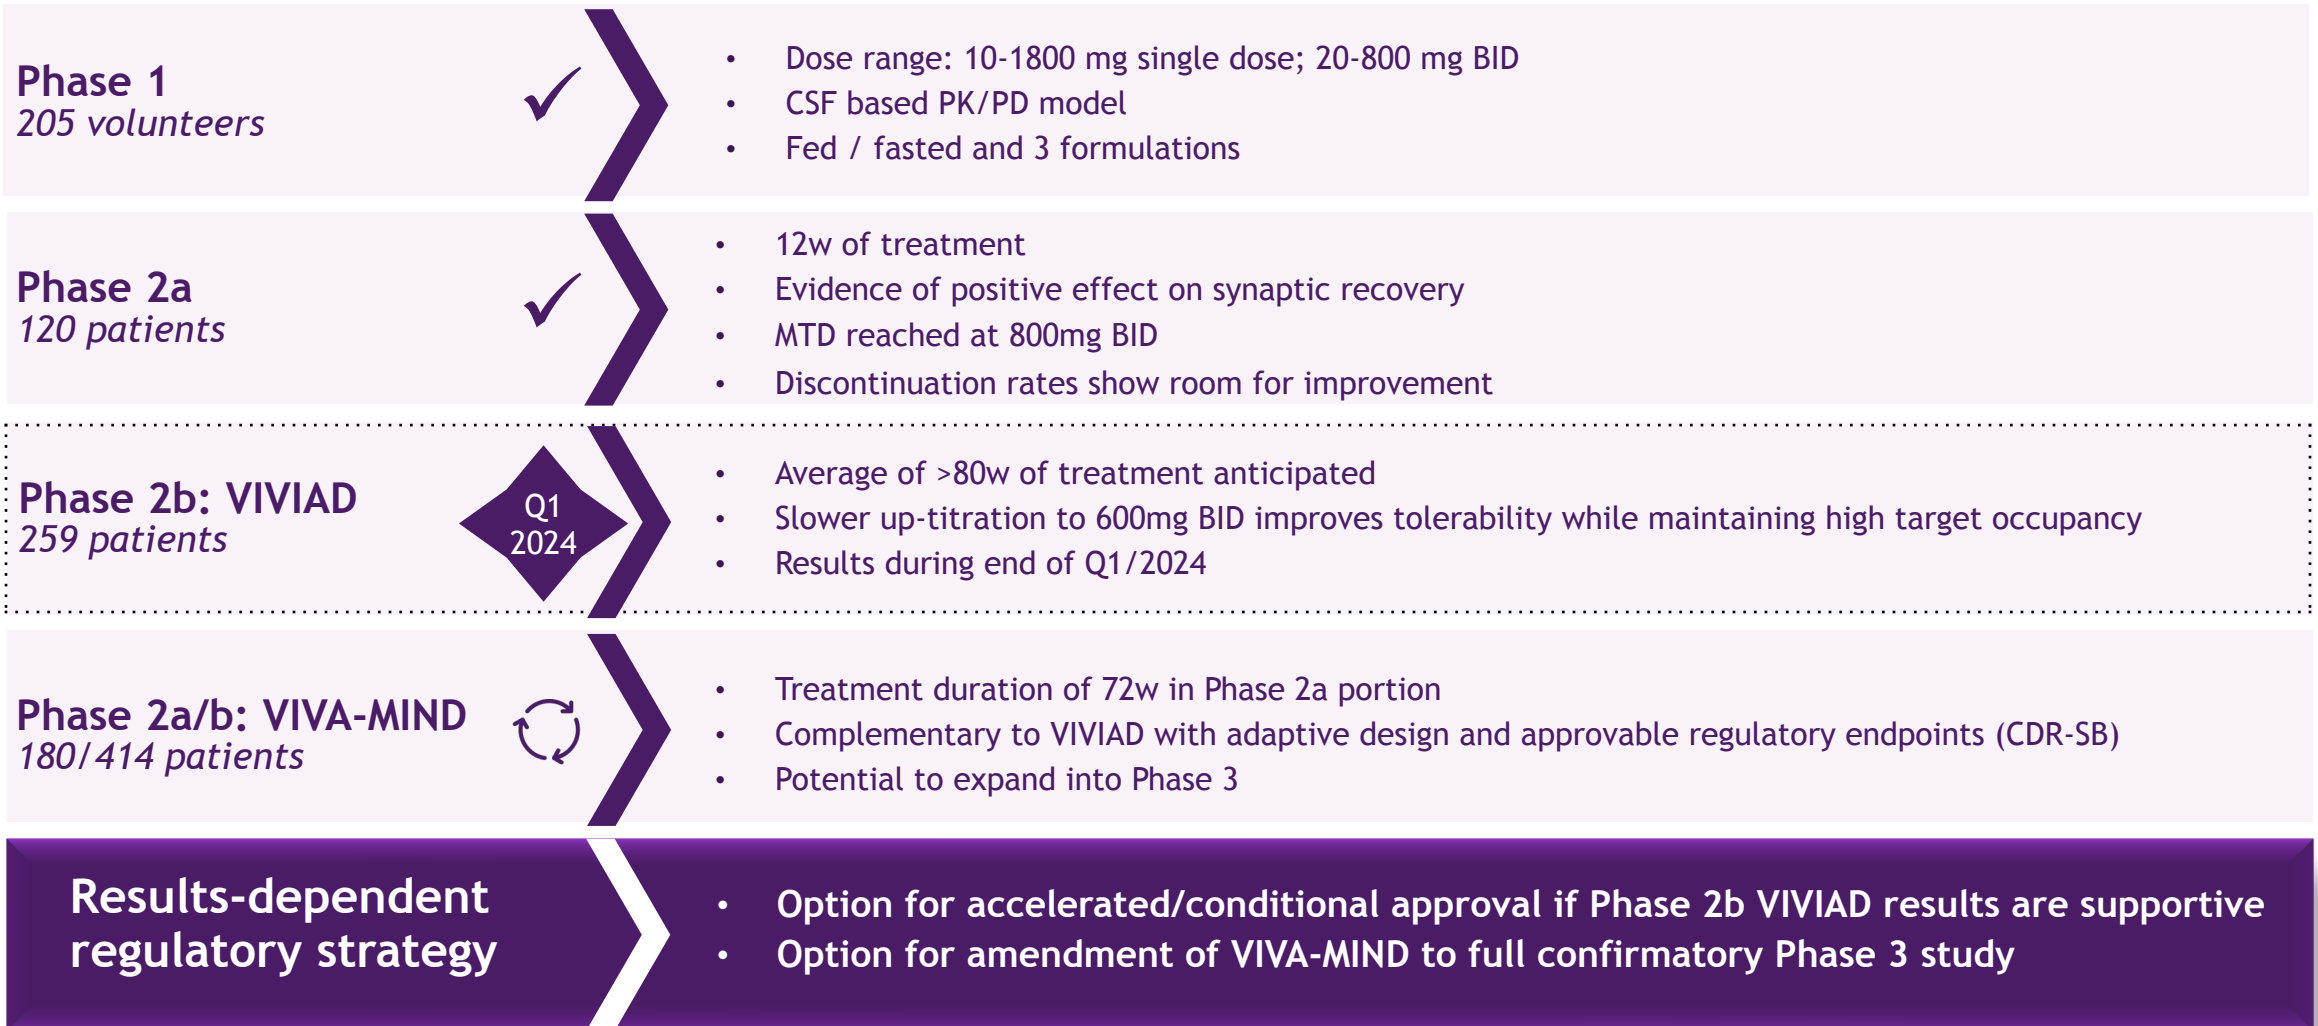 Phase 1
205 volunteers
• Dose range: 10-1800 mg single dose; 20-800 mg BID
• CSF based PK/PD model
• Fed / fasted and 3 formulations
Phase 2a
120 patients
• 12w of treatment
• Evidence of positive effect on synaptic recovery
• MTD reached at 800mg BID
• Discontinuation rates show room for improvement
Phase 2b: VIVIAD
259 patients
Q1
2024
• Average of >80w of treatment anticipated
• Slower up-titration to 600mg BID improves tolerability while maintaining high target occupancy
• Results during end of Q1/2024
Phase 2a/b: VIVA-MIND
180/414 patients
• Treatment duration of 72w in Phase 2a portion
• Complementary to VIVIAD with adaptive design and approvable regulatory endpoints (CDR-SB)
• Potential to expand into Phase 3
Results-dependent
regulatory strategy
• Option for accelerated/conditional approval if Phase 2b VIVIAD results are supportive
• Option for amendment of VIVA-MIND to full confirmatory Phase 3 study